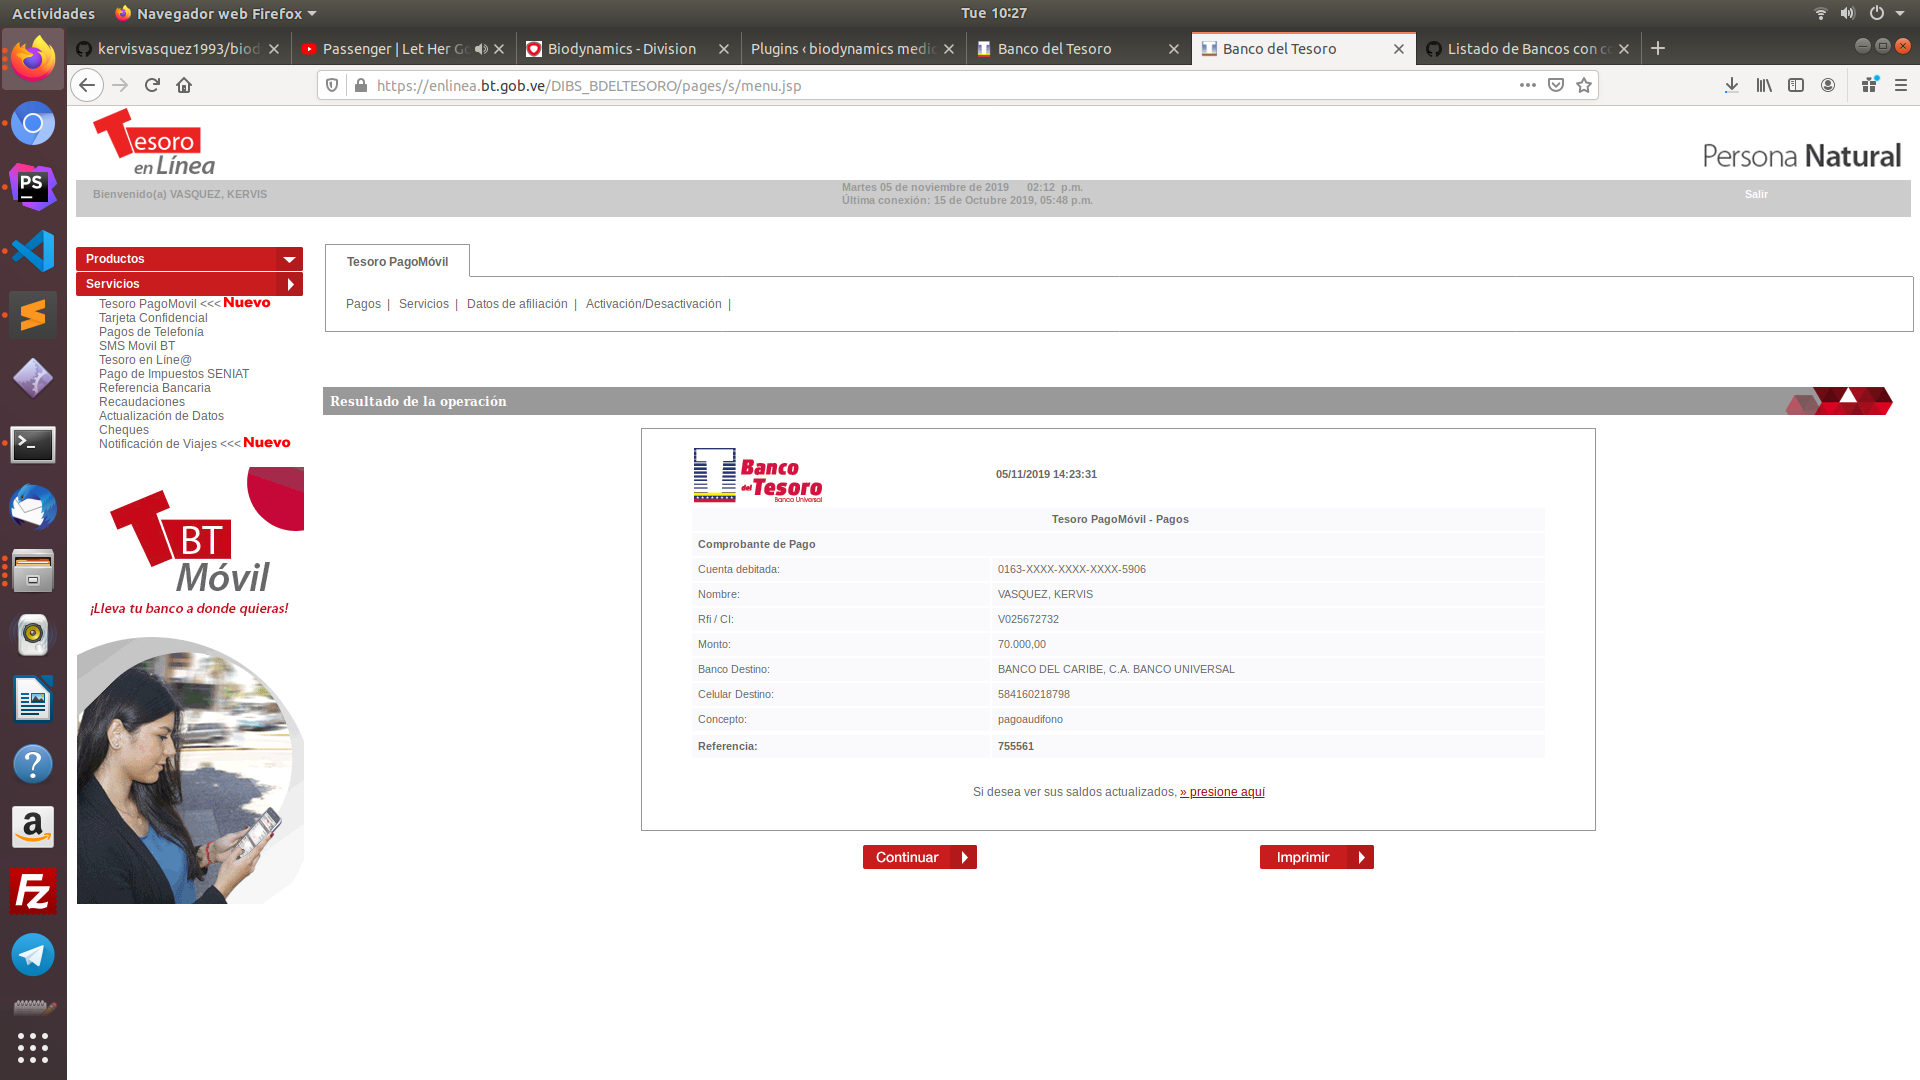 Actividades
Navegador web Firefox
Tue 10:27
kervisvasquez1993/biod
Passenger | Let Her Go
Biodynamics - Division
Plugins ‹ biodynamics medic
Banco del Tesoro
Banco del Tesoro
Listado de Bancos con co
https://enlinea.bt.gob.ve/DIBS_BDELTESORO/pages/s/menu.jsp
Tesoro
en Línea
Persona Natural
Bienvenido(a) VASQUEZ, KERVIS
Martes 05 de noviembre de 2019 02:12 p.m.
Última conexión: 15 de Octubre 2019, 05:48 p.m.
Salir
Productos
Servicios
Tesoro PagoMovil <<< Nuevo
Tarjeta Confidencial
Pagos de Telefonía
SMS Movil BT
Tesoro en Líne@
Pago de Impuestos SENIAT
Referencia Bancaria
Recaudaciones
Actualización de Datos
Cheques
Notificación de Viajes <<< Nuevo
T BT
Móvil
¡Lleva tu banco a donde quieras!
Tesoro PagoMóvil
Pagos | Servicios | Datos de afiliación | Activación/Desactivación |
Resultado de la operación
Banco
del Tesoro
Banco Universal
05/11/2019 14:23:31
Tesoro PagoMóvil - Pagos
Comprobante de Pago
Cuenta debitada: 0163-XXXX-XXXX-XXXX-5906
Nombre: VASQUEZ, KERVIS
Rfi / CI: V025672732
Monto: 70.000,00
Banco Destino: BANCO DEL CARIBE, C.A. BANCO UNIVERSAL
Celular Destino: 584160218798
Concepto: pagoaudifono
Referencia: 755561
Si desea ver sus saldos actualizados, » presione aquí
Continuar
Imprimir
PS
a
Fz